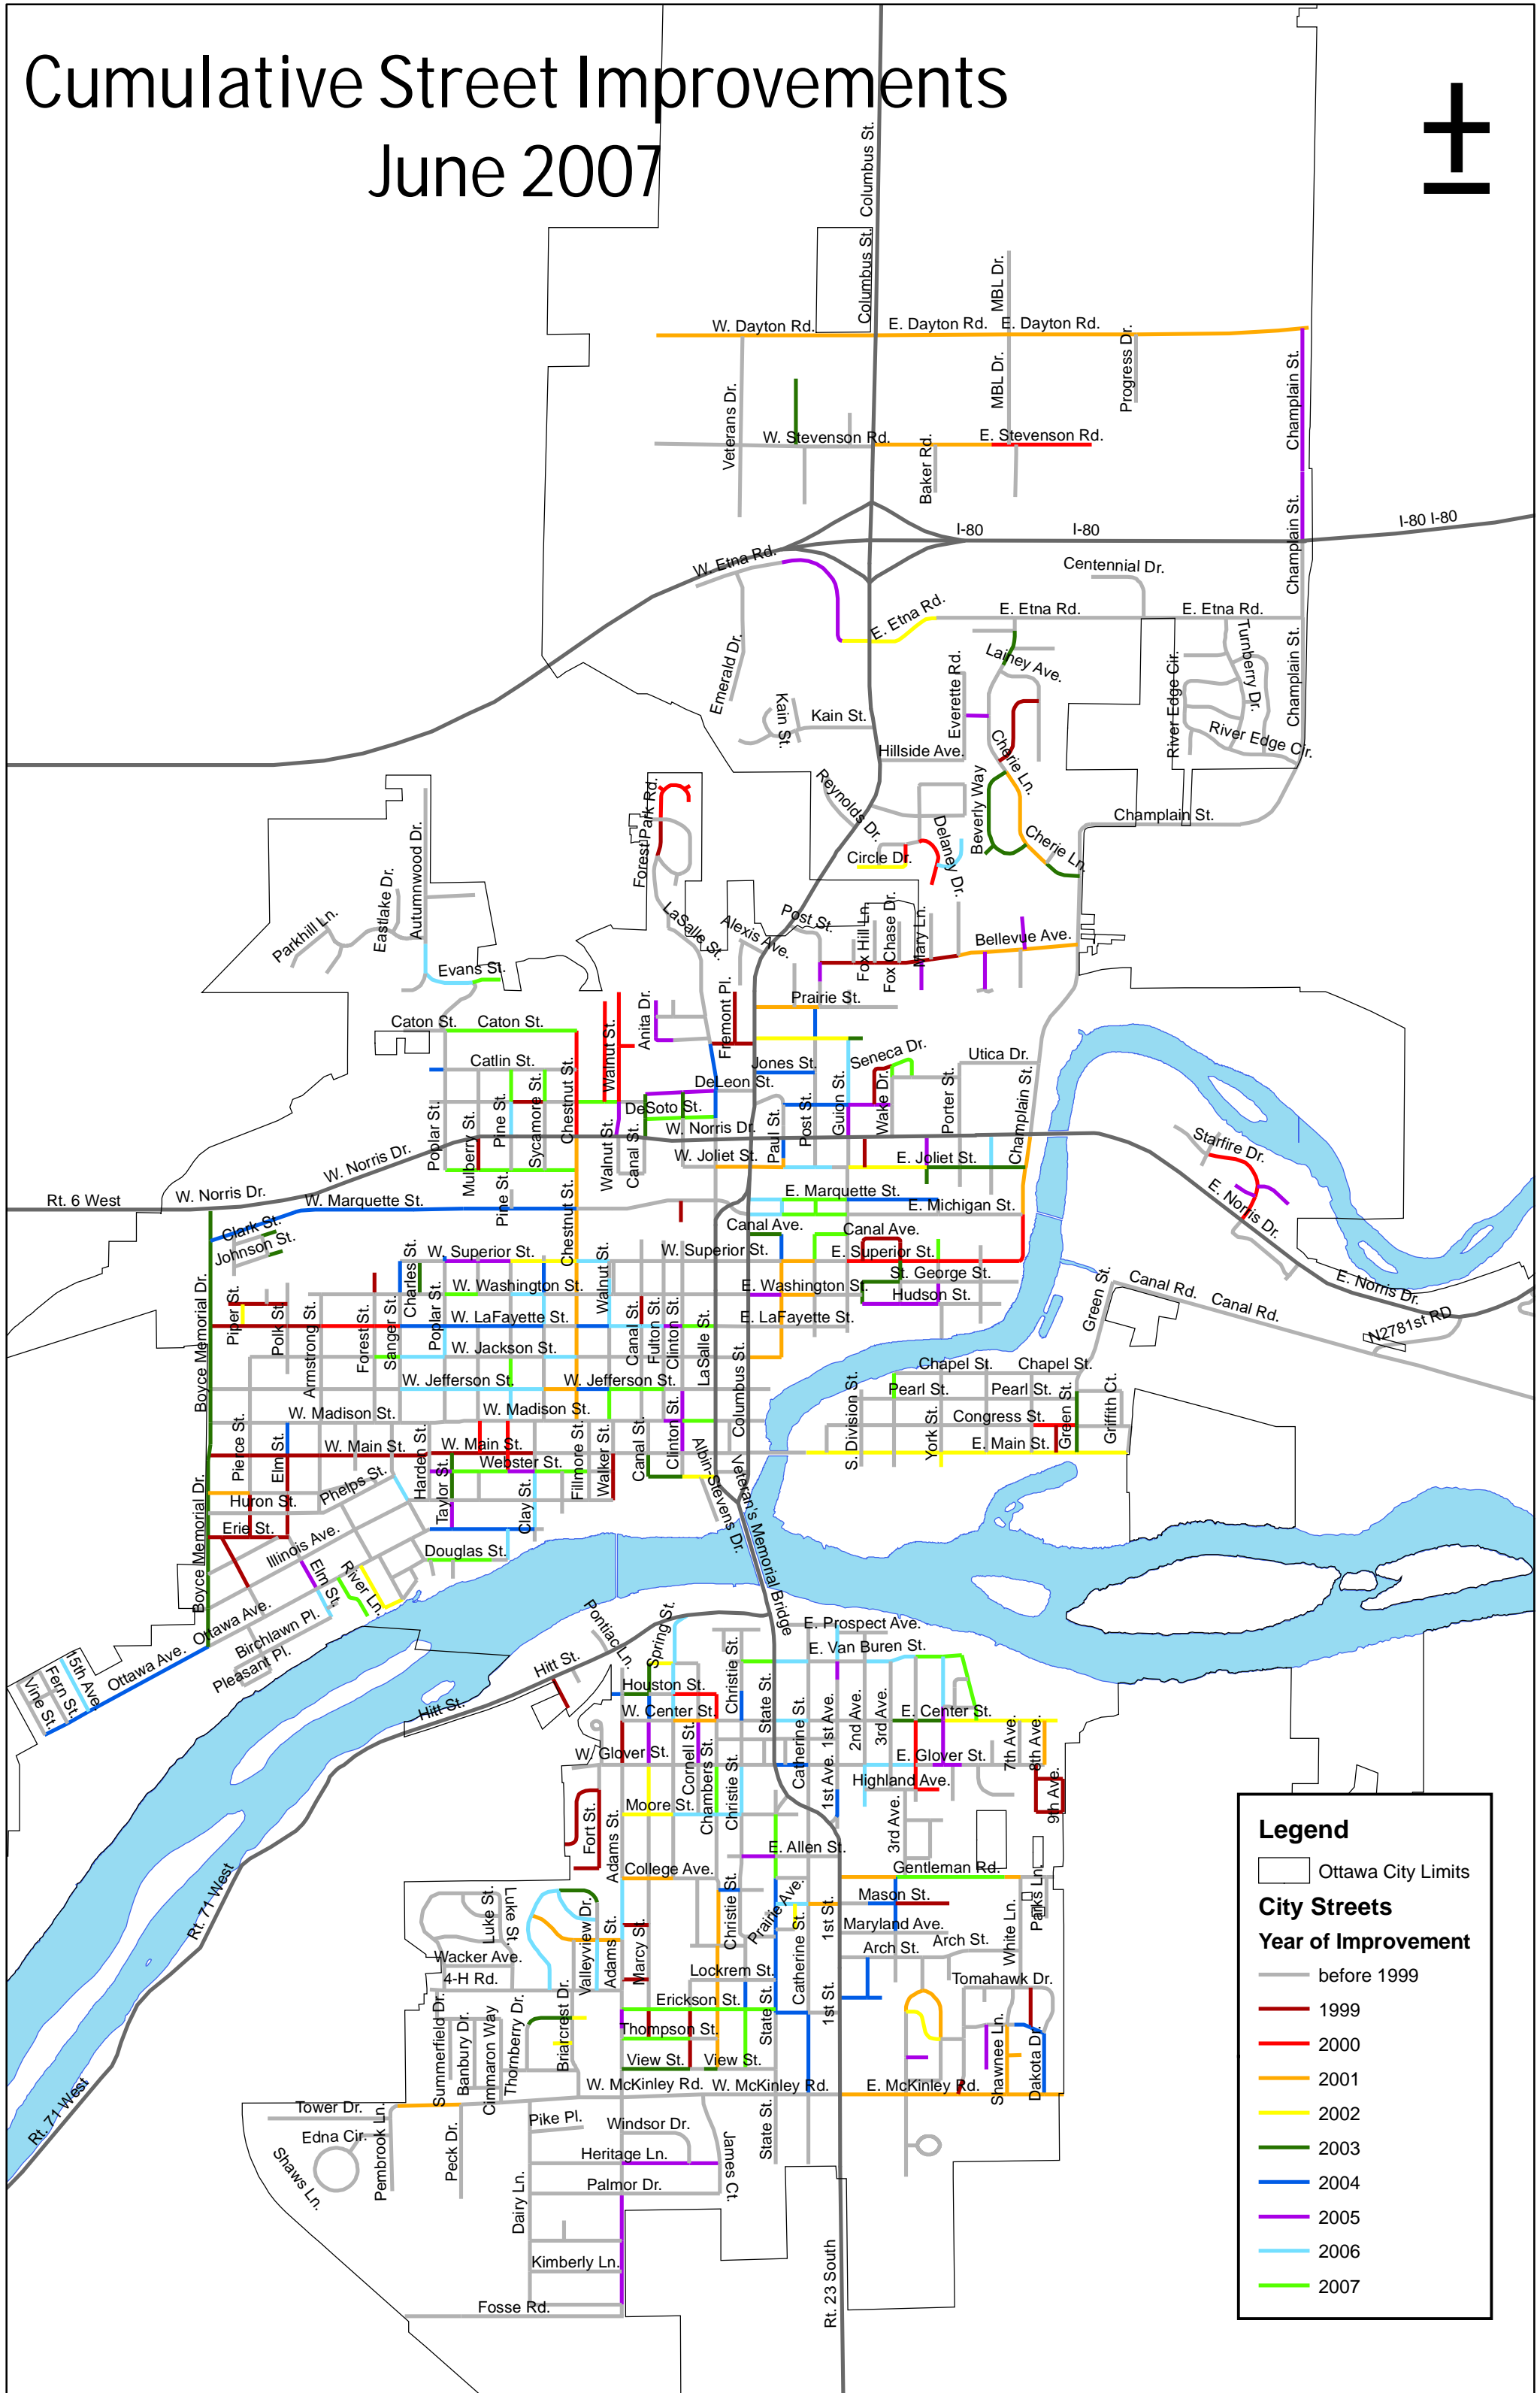 Cumulative Street Improvements
June 2007
Columbus St.
Columbus St.
MBL Dr.
W. Dayton Rd.
E. Dayton Rd.
E. Dayton Rd.
Veterans Dr.
MBL Dr.
Progress Dr.
Champlain St.
W. Stevenson Rd.
E. Stevenson Rd.
Baker Rd.
Champlain St.
I-80
I-80
I-80 I-80
W. Etna Rd.
Centennial Dr.
E. Etna Rd.
E. Etna Rd.
E. Etna Rd.
Emerald Dr.
Lainey Ave.
Everette Rd.
River Edge Cir.
Turnberry Dr.
Champlain St.
Kain St.
Kain St.
Hillside Ave.
Cherie Ln.
River Edge Cir.
Reynolds Dr.
Beverly Way
Champlain St.
Forest Park Rd.
Circle Dr.
Delaney Dr.
Cherie Ln.
Autumnwood Dr.
Eastlake Dr.
Parkhill Ln.
LaSalle St.
Alexis Ave.
Post St.
Fox Hill Ln.
Fox Chase Dr.
Mary Ln.
Bellevue Ave.
Evans St.
Prairie St.
Caton St.
Caton St.
Walnut St.
Anita Dr.
Fremont Pl.
Catlin St.
Chestnut St.
Jones St.
Seneca Dr.
Utica Dr.
DeLeon St.
DeSoto St.
Poplar St.
Mulberry St.
Pine St.
Sycamore St.
Walnut St.
Canal St.
W. Norris Dr.
Paul St.
Post St.
Guion St.
Wake Dr.
Porter St.
Champlain St.
W. Joliet St.
E. Joliet St.
Starfire Dr.
E. Norris Dr.
Rt. 6 West
W. Norris Dr.
W. Norris Dr.
W. Marquette St.
Pine St.
Chestnut St.
E. Marquette St.
E. Michigan St.
Clark St.
Johnson St.
Canal Ave.
Canal Ave.
W. Superior St.
W. Superior St.
E. Superior St.
Charles St.
W. Washington St.
Walnut St.
E. Washington St.
St. George St.
Hudson St.
Boyce Memorial Dr.
Piper St.
Polk St.
Armstrong St.
Forest St.
Sanger St.
Poplar St.
W. LaFayette St.
Canal St.
Fulton St.
Clinton St.
LaSalle St.
E. LaFayette St.
Green St.
Canal Rd.
Canal Rd.
E. Norris Dr.
N2781st RD
W. Jackson St.
Columbus St.
Chapel St.
Chapel St.
W. Jefferson St.
W. Jefferson St.
Pearl St.
Pearl St.
W. Madison St.
W. Madison St.
S. Division St.
York St.
Congress St.
Green St.
Griffith Ct.
Pierce St.
Elm St.
W. Main St.
W. Main St.
E. Main St.
Harden St.
Taylor St.
Webster St.
Clay St.
Fillmore St.
Walker St.
Canal St.
Clinton St.
Albin-Stevens Dr.
Veteran's Memorial Bridge
Huron St.
Phelps St.
Erie St.
Illinois Ave.
Boyce Memorial Dr.
Douglas St.
Elm St.
River Ln.
Ottawa Ave.
Birchlawn Pl.
Pleasant Pl.
Ottawa Ave.
15th Ave.
Fern St.
Vine St.
Pontiac Ln.
Spring St.
E. Prospect Ave.
E. Van Buren St.
Hitt St.
Hitt St.
Houston St.
Christie St.
State St.
W. Center St.
E. Center St.
Catherine St.
1st Ave.
2nd Ave.
3rd Ave.
7th Ave.
8th Ave.
W. Glover St.
Cornell St.
Chambers St.
Christie St.
1st Ave.
E. Glover St.
Highland Ave.
9th Ave.
Moore St.
Fort St.
Adams St.
3rd Ave.
E. Allen St.
College Ave.
Gentleman Rd.
Luke St.
Luke St.
Valleyview Dr.
Adams St.
Marcy St.
Christie St.
Prairie Ave.
Catherine St.
1st St.
Mason St.
Maryland Ave.
Arch St.
Arch St.
White Ln.
Parks Ln.
Wacker Ave.
4-H Rd.
Lockrem St.
Tomahawk Dr.
Erickson St.
State St.
1st St.
Summerfield Dr.
Banbury Dr.
Cimmaron Way
Thornberry Dr.
Briarcrest Dr.
Thompson St.
View St.
View St.
Shawnee Ln.
Dakota Dr.
W. McKinley Rd.
W. McKinley Rd.
E. McKinley Rd.
Tower Dr.
Edna Cir.
Shaws Ln.
Pembrook Ln.
Peck Dr.
Pike Pl.
Windsor Dr.
Heritage Ln.
Palmor Dr.
James Ct.
State St.
Dairy Ln.
Kimberly Ln.
Fosse Rd.
Rt. 23 South
Rt. 71 West
Rt. 71 West
Legend
Ottawa City Limits
City Streets
Year of Improvement
before 1999
1999
2000
2001
2002
2003
2004
2005
2006
2007